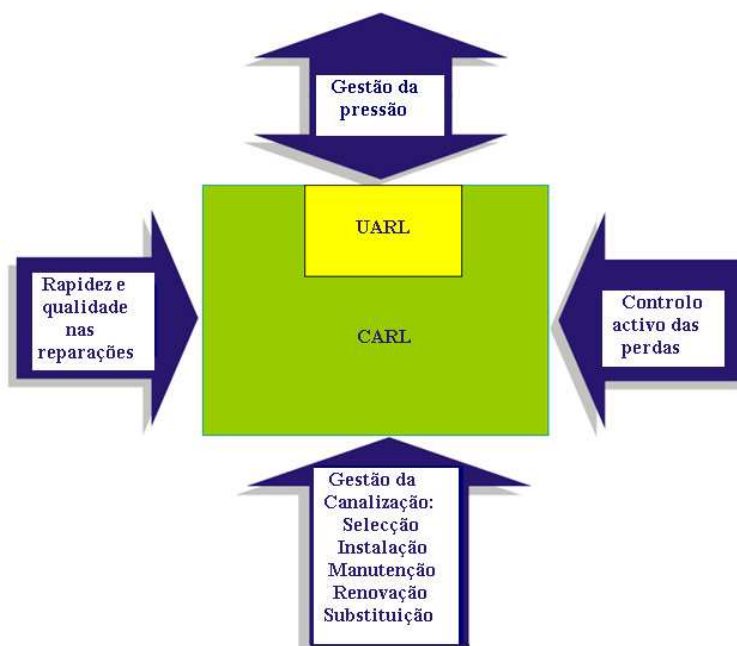 Gestão da
pressão
UARL
Rapidez e
qualidade
nas
reparações
CARL
Controlo
activo das
perdas
Gestão da
Canalização:
Selecção
Instalação
Manutenção
Renovação
Substituição